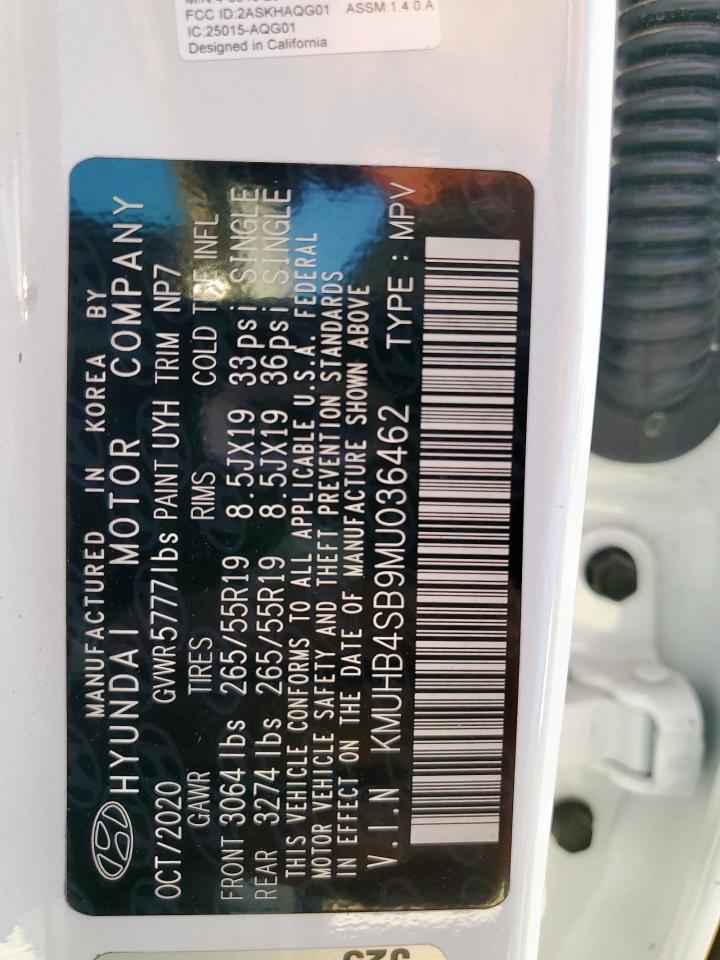 FCC ID:2ASKHAQG01 ASSM:1.4.0.A
IC:25015-AQG01
Designed in California
MANUFACTURED IN KOREA BY
HYUNDAI MOTOR COMPANY
OCT/2020 GVWR5777lbs PAINT UYH TRIM NP7
GAWR TIRES RIMS COLD TIRE INFL
FRONT 3064lbs 265/55R19 8.5JX19 33psi SINGLE
REAR 3274lbs 265/55R19 8.5JX19 36psi SINGLE
THIS VEHICLE CONFORMS TO ALL APPLICABLE U.S.A. FEDERAL
MOTOR VEHICLE SAFETY AND THEFT PREVENTION STANDARDS
IN EFFECT ON THE DATE OF MANUFACTURE SHOWN ABOVE
V.I.N KMUHB4SB9MU036462 TYPE : MPV